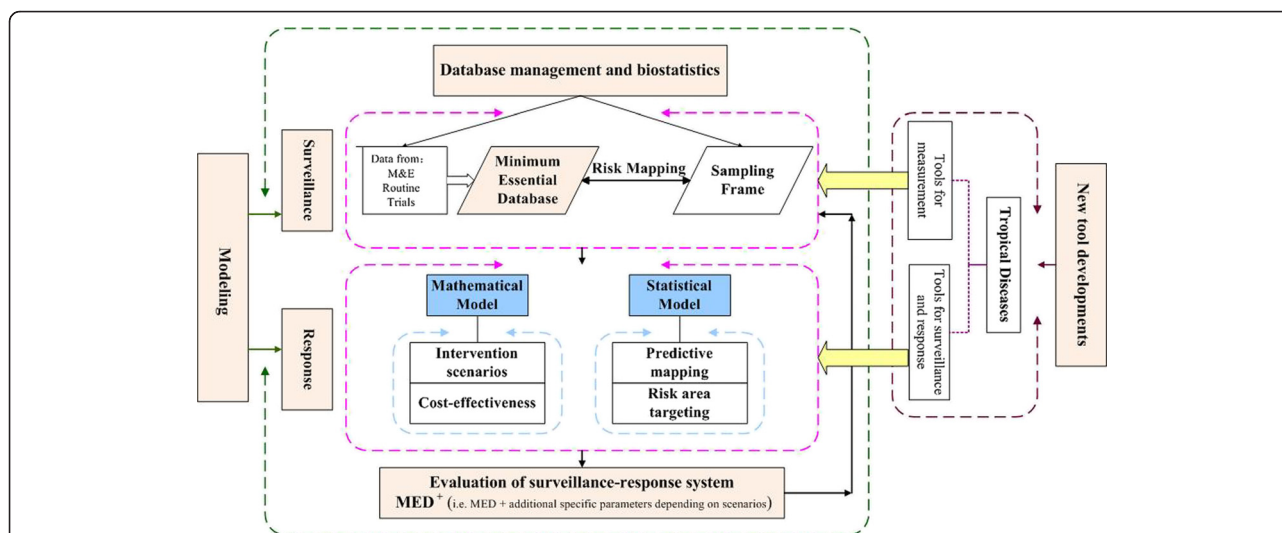 Database management and biostatistics
Modeling
Surveillance
Data from:
M&E
Routine
Trials
Minimum
Essential
Database
Risk Mapping
Sampling
Frame
Tools for
measurement
Tropical Diseases
New tool developments
Response
Mathematical
Model
Intervention
scenarios
Cost-effectiveness
Statistical
Model
Predictive
mapping
Risk area
targeting
Tools for surveillance
and response
Evaluation of surveillance-response system
MED+ (i.e. MED + additional specific parameters depending on scenarios)